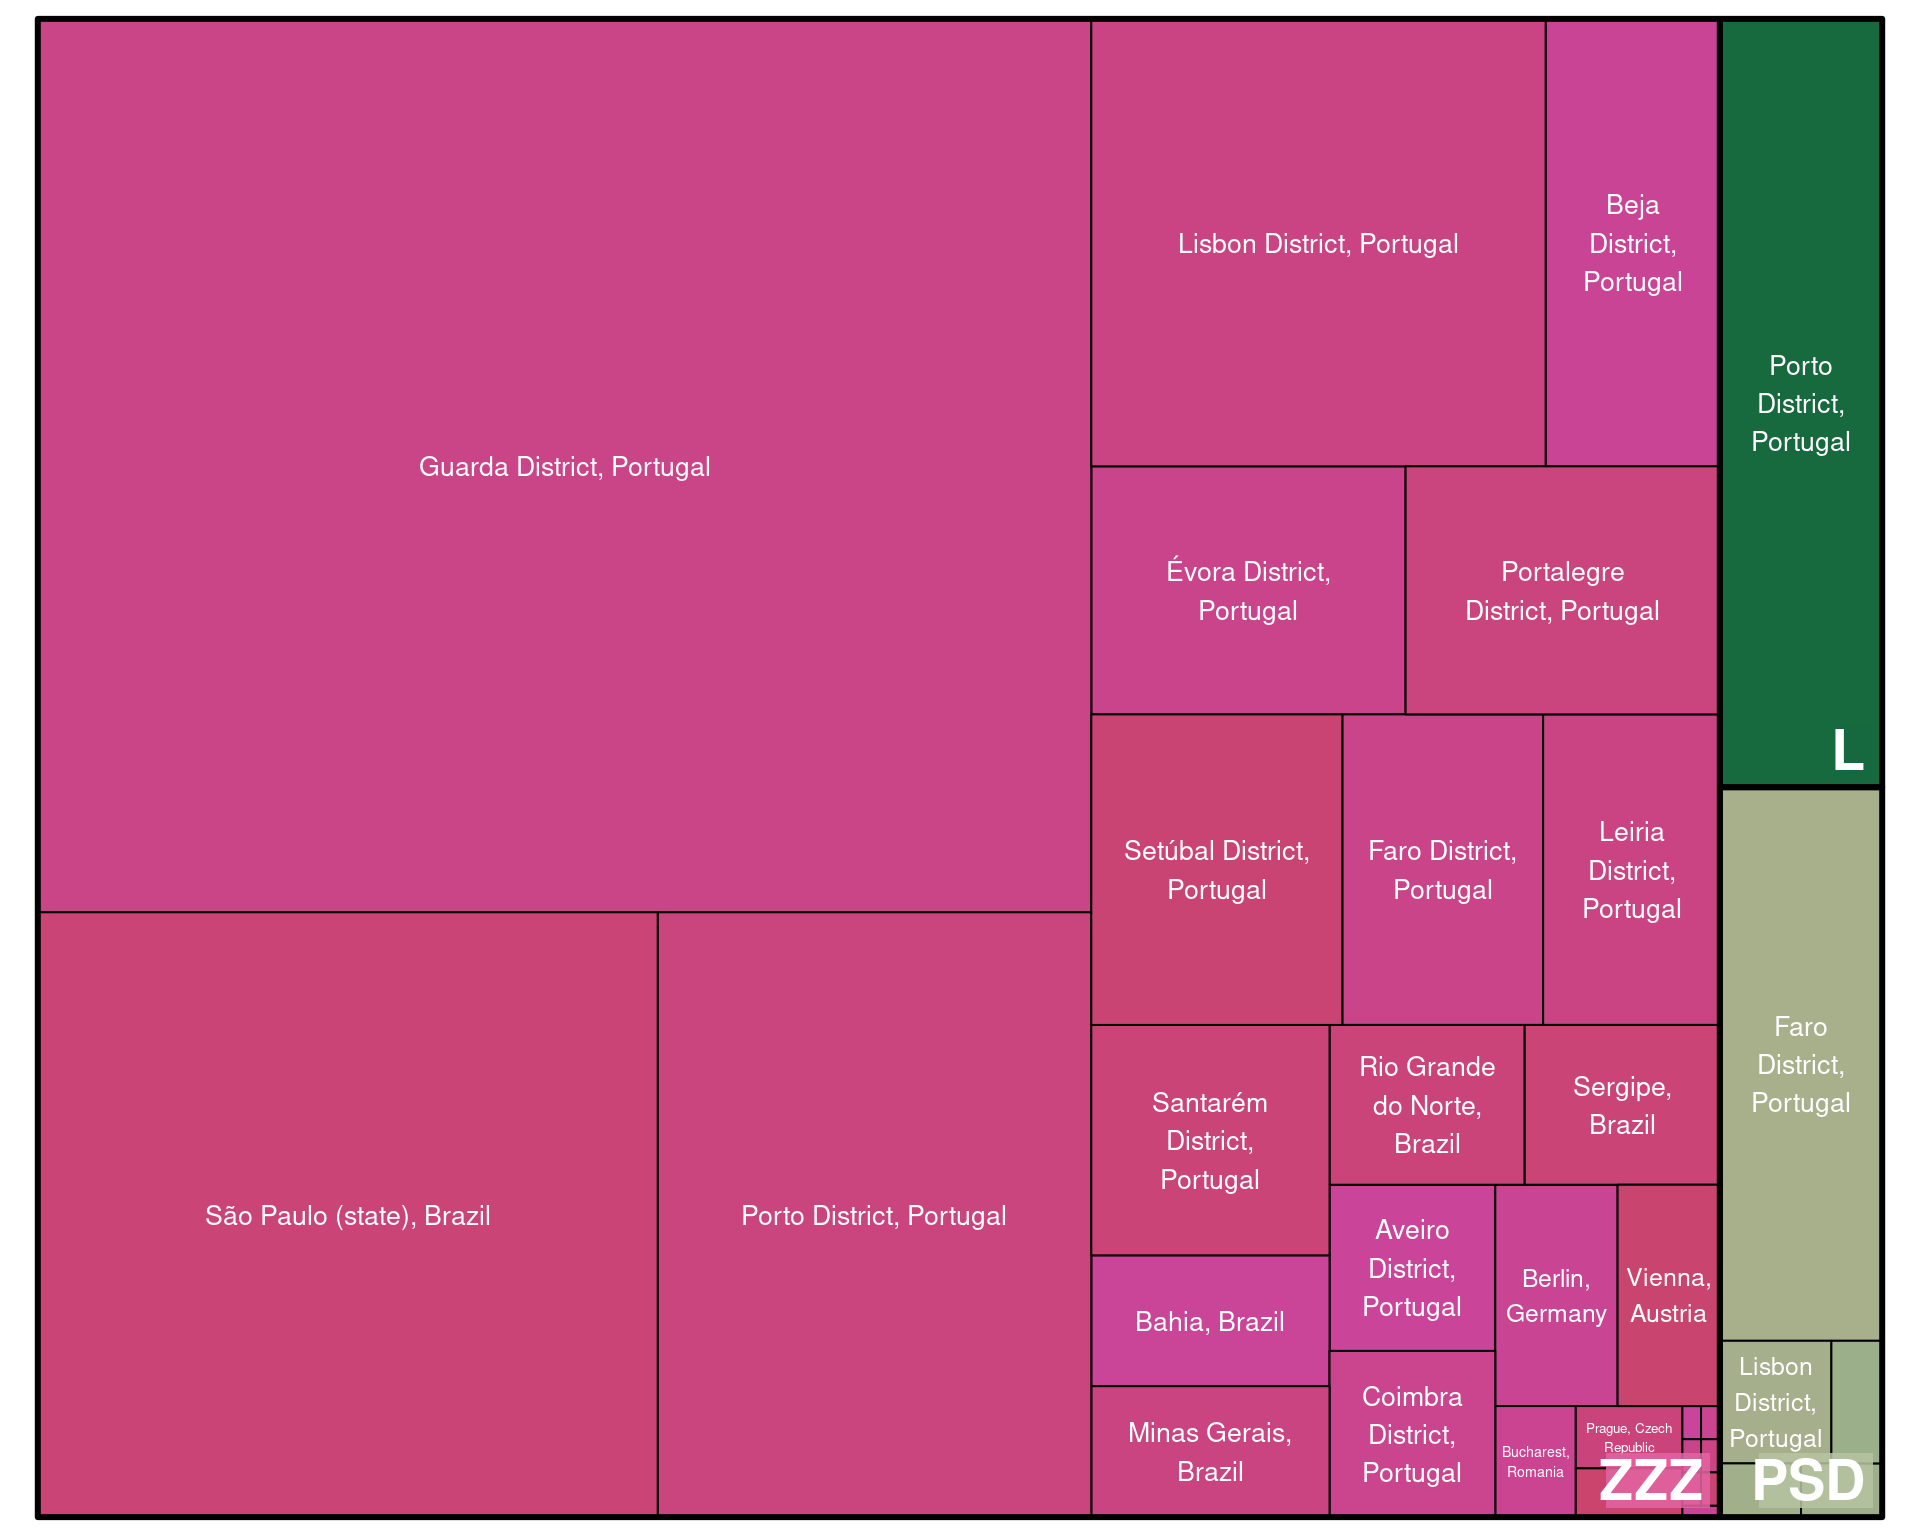 Guarda District, Portugal
São Paulo (state), Brazil
Porto District, Portugal
Lisbon District, Portugal
Beja
District,
Portugal
Évora District,
Portugal
Portalegre
District, Portugal
Setúbal District,
Portugal
Faro District,
Portugal
Leiria
District,
Portugal
Santarém
District,
Portugal
Rio Grande
do Norte,
Brazil
Sergipe,
Brazil
Bahia, Brazil
Minas Gerais,
Brazil
Aveiro
District,
Portugal
Coimbra
District,
Portugal
Berlin,
Germany
Vienna,
Austria
Bucharest,
Romania
Prague, Czech
Republic
ZZZ
Porto
District,
Portugal
L
Faro
District,
Portugal
Lisbon
District,
Portugal
PSD